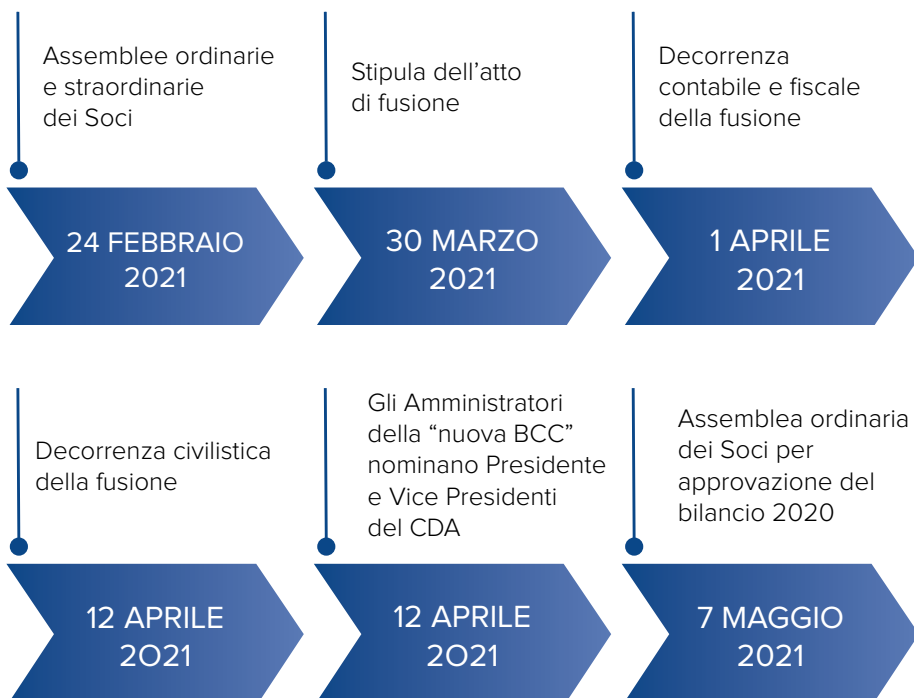 Assemblee ordinarie
e straordinarie
dei Soci
24 FEBBRAIO
2021
Stipula dell’atto
di fusione
30 MARZO
2021
Decorrenza
contabile e fiscale
della fusione
1 APRILE
2021
Decorrenza civilistica
della fusione
12 APRILE
2O21
Gli Amministratori
della “nuova BCC”
nominano Presidente
e Vice Presidenti
del CDA
12 APRILE
2O21
Assemblea ordinaria
dei Soci per
approvazione del
bilancio 2020
7 MAGGIO
2021